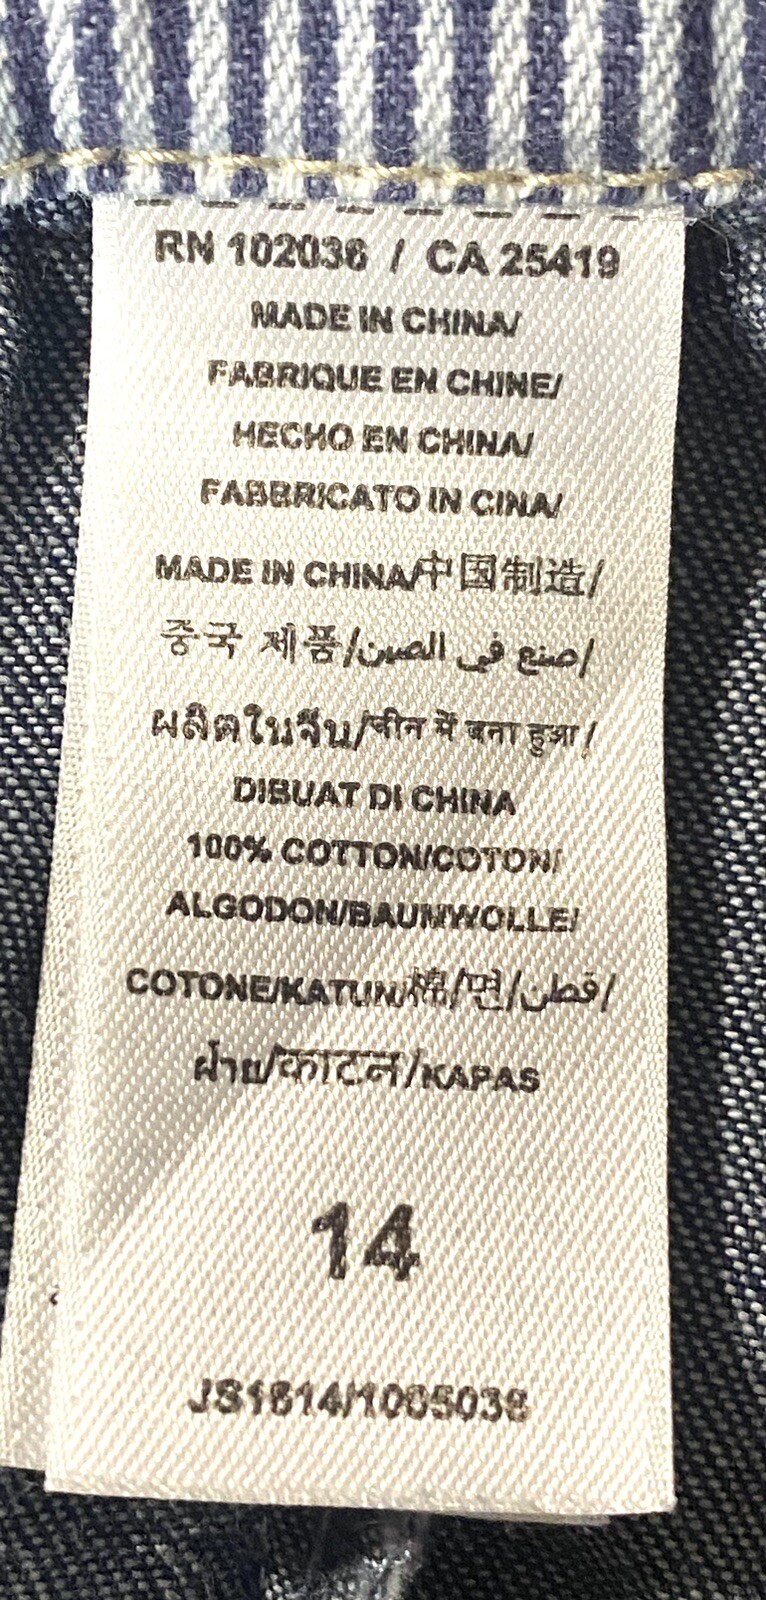 RN 102036 / CA 25419
MADE IN CHINA/
FABRIQUE EN CHINE/
HECHO EN CHINA/
FABBRICATO IN CINA/
MADE IN CHINA/中国制造/
중국 제품/صنع في الصين/
ผลิตในจีน/चीन में बना हुआ/
DIBUAT DI CHINA
100% COTTON/COTON/
ALGODON/BAUMWOLLE/
COTONE/KATUN/棉/면/قطن/
ฝ้าย/काटन/KAPAS
14